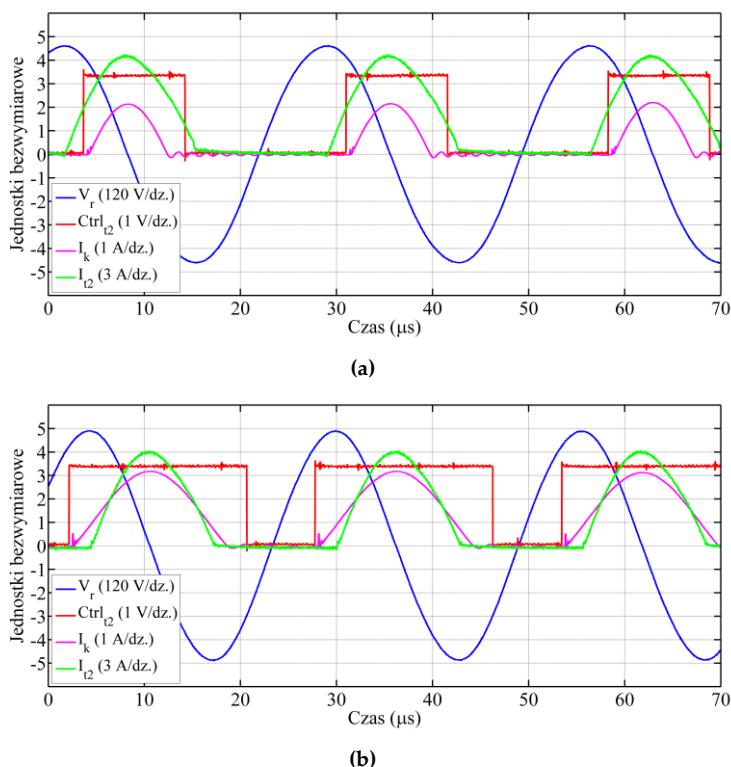 5
4
3
2
1
0
-1
-2
-3
-4
-5
Jednostki bezwymiarowe
V_r (120 V/dz.)
Ctrl_t2 (1 V/dz.)
I_k (1 A/dz.)
I_t2 (3 A/dz.)
0 10 20 30 40 50 60 70
Czas (μs)
(a)
5
4
3
2
1
0
-1
-2
-3
-4
-5
Jednostki bezwymiarowe
V_r (120 V/dz.)
Ctrl_t2 (1 V/dz.)
I_k (1 A/dz.)
I_t2 (3 A/dz.)
0 10 20 30 40 50 60 70
Czas (μs)
(b)